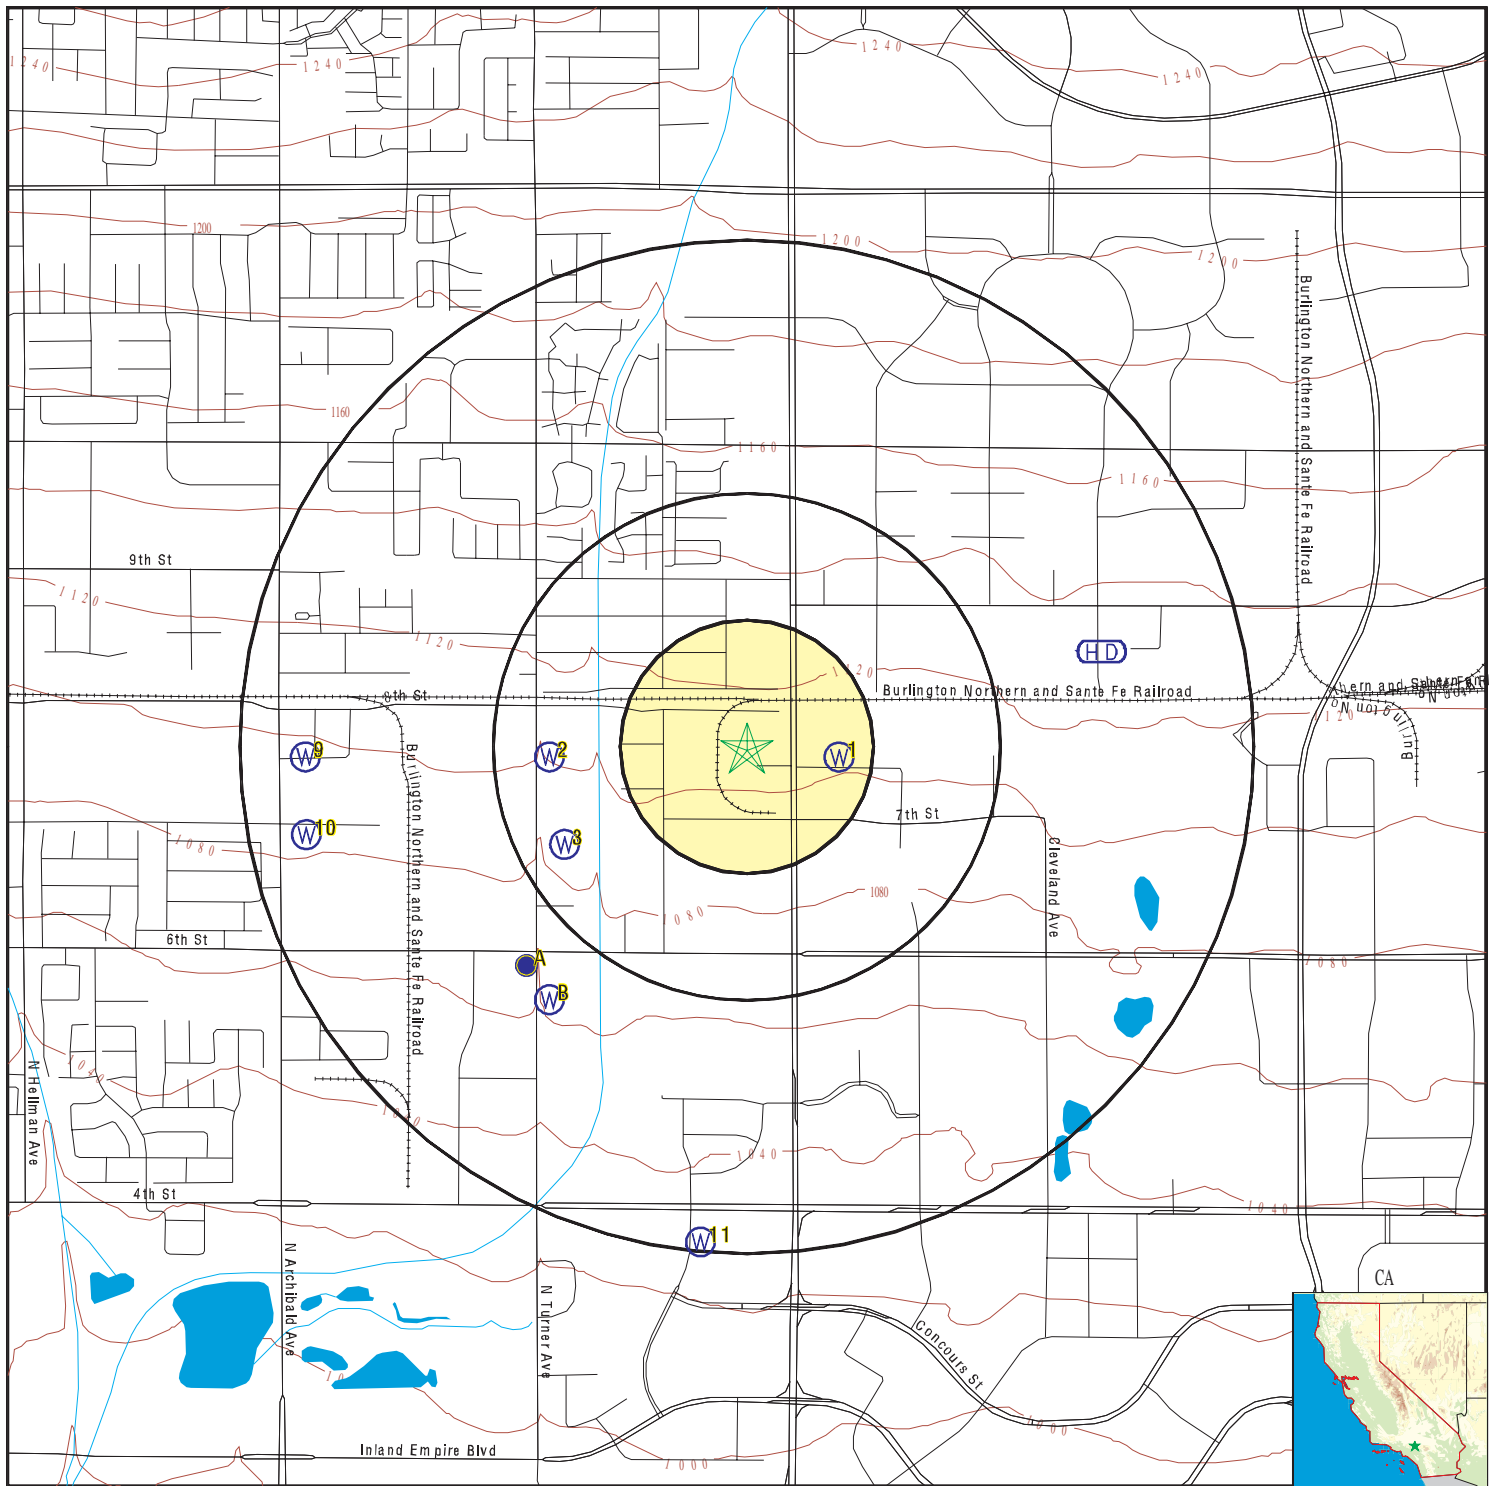 1240
1240
1240
1240
1200
1200
1200
Burlington Northern and Sante Fe Railroad
1160
1160
1160
9th St
1120
1120
1120
HD
8th St
Burlington Northern and Sante Fe Railroad
120
Burlington No
W9
W2
W1
Burlington Northern and Sante Fe Railroad
7th St
W10
W3
1080
Cleveland Ave
1080
1080
6th St
1080
A
WB
N Hellman Ave
1040
1040
4th St
1040
W11
N Archibald Ave
N Turner Ave
CA
Concours St
1000
Inland Empire Blvd
1000